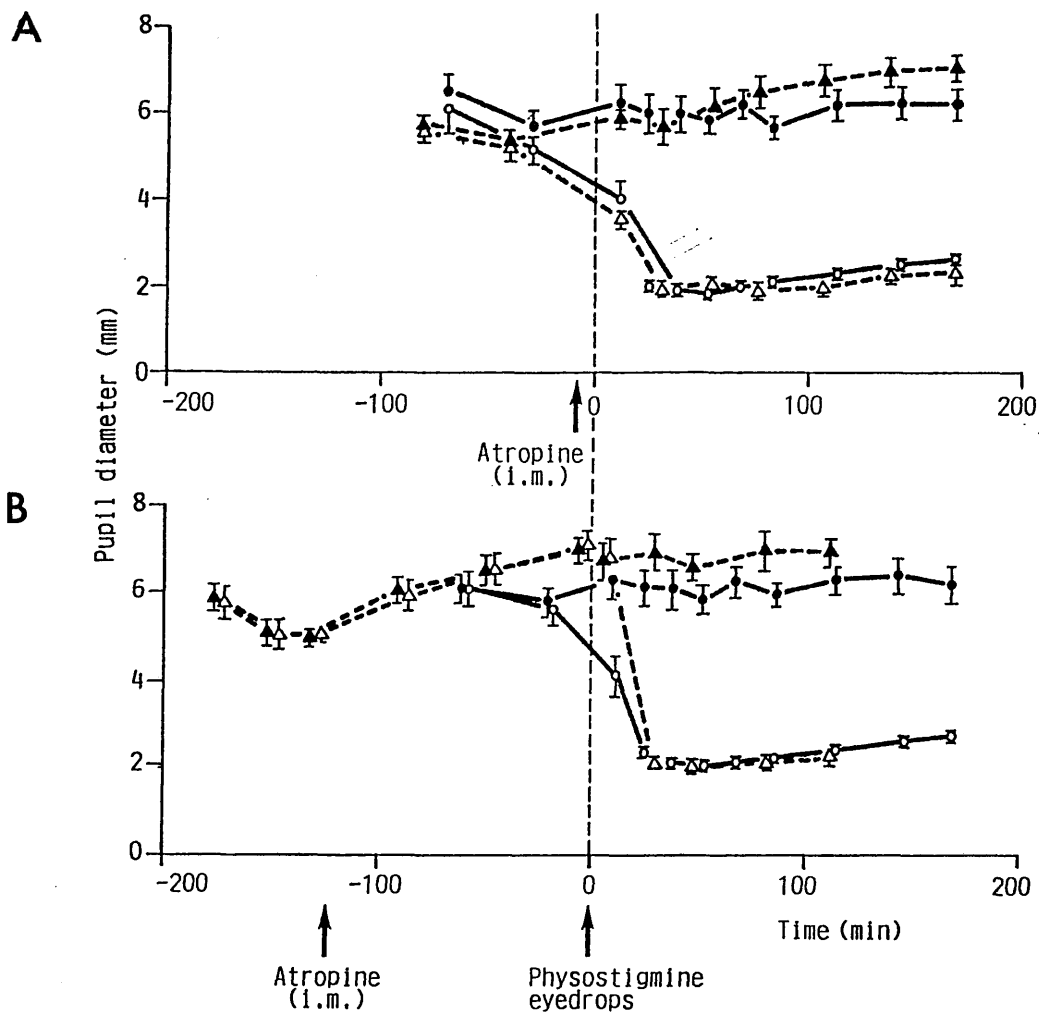 A
8
6
4
2
0
-200
-100
0
100
200
Atropine
(i.m.)
Pupil diameter (mm)
B
8
6
4
2
0
-200
-100
0
100
200
Time (min)
Atropine
(i.m.)
Physostigmine
eyedrops